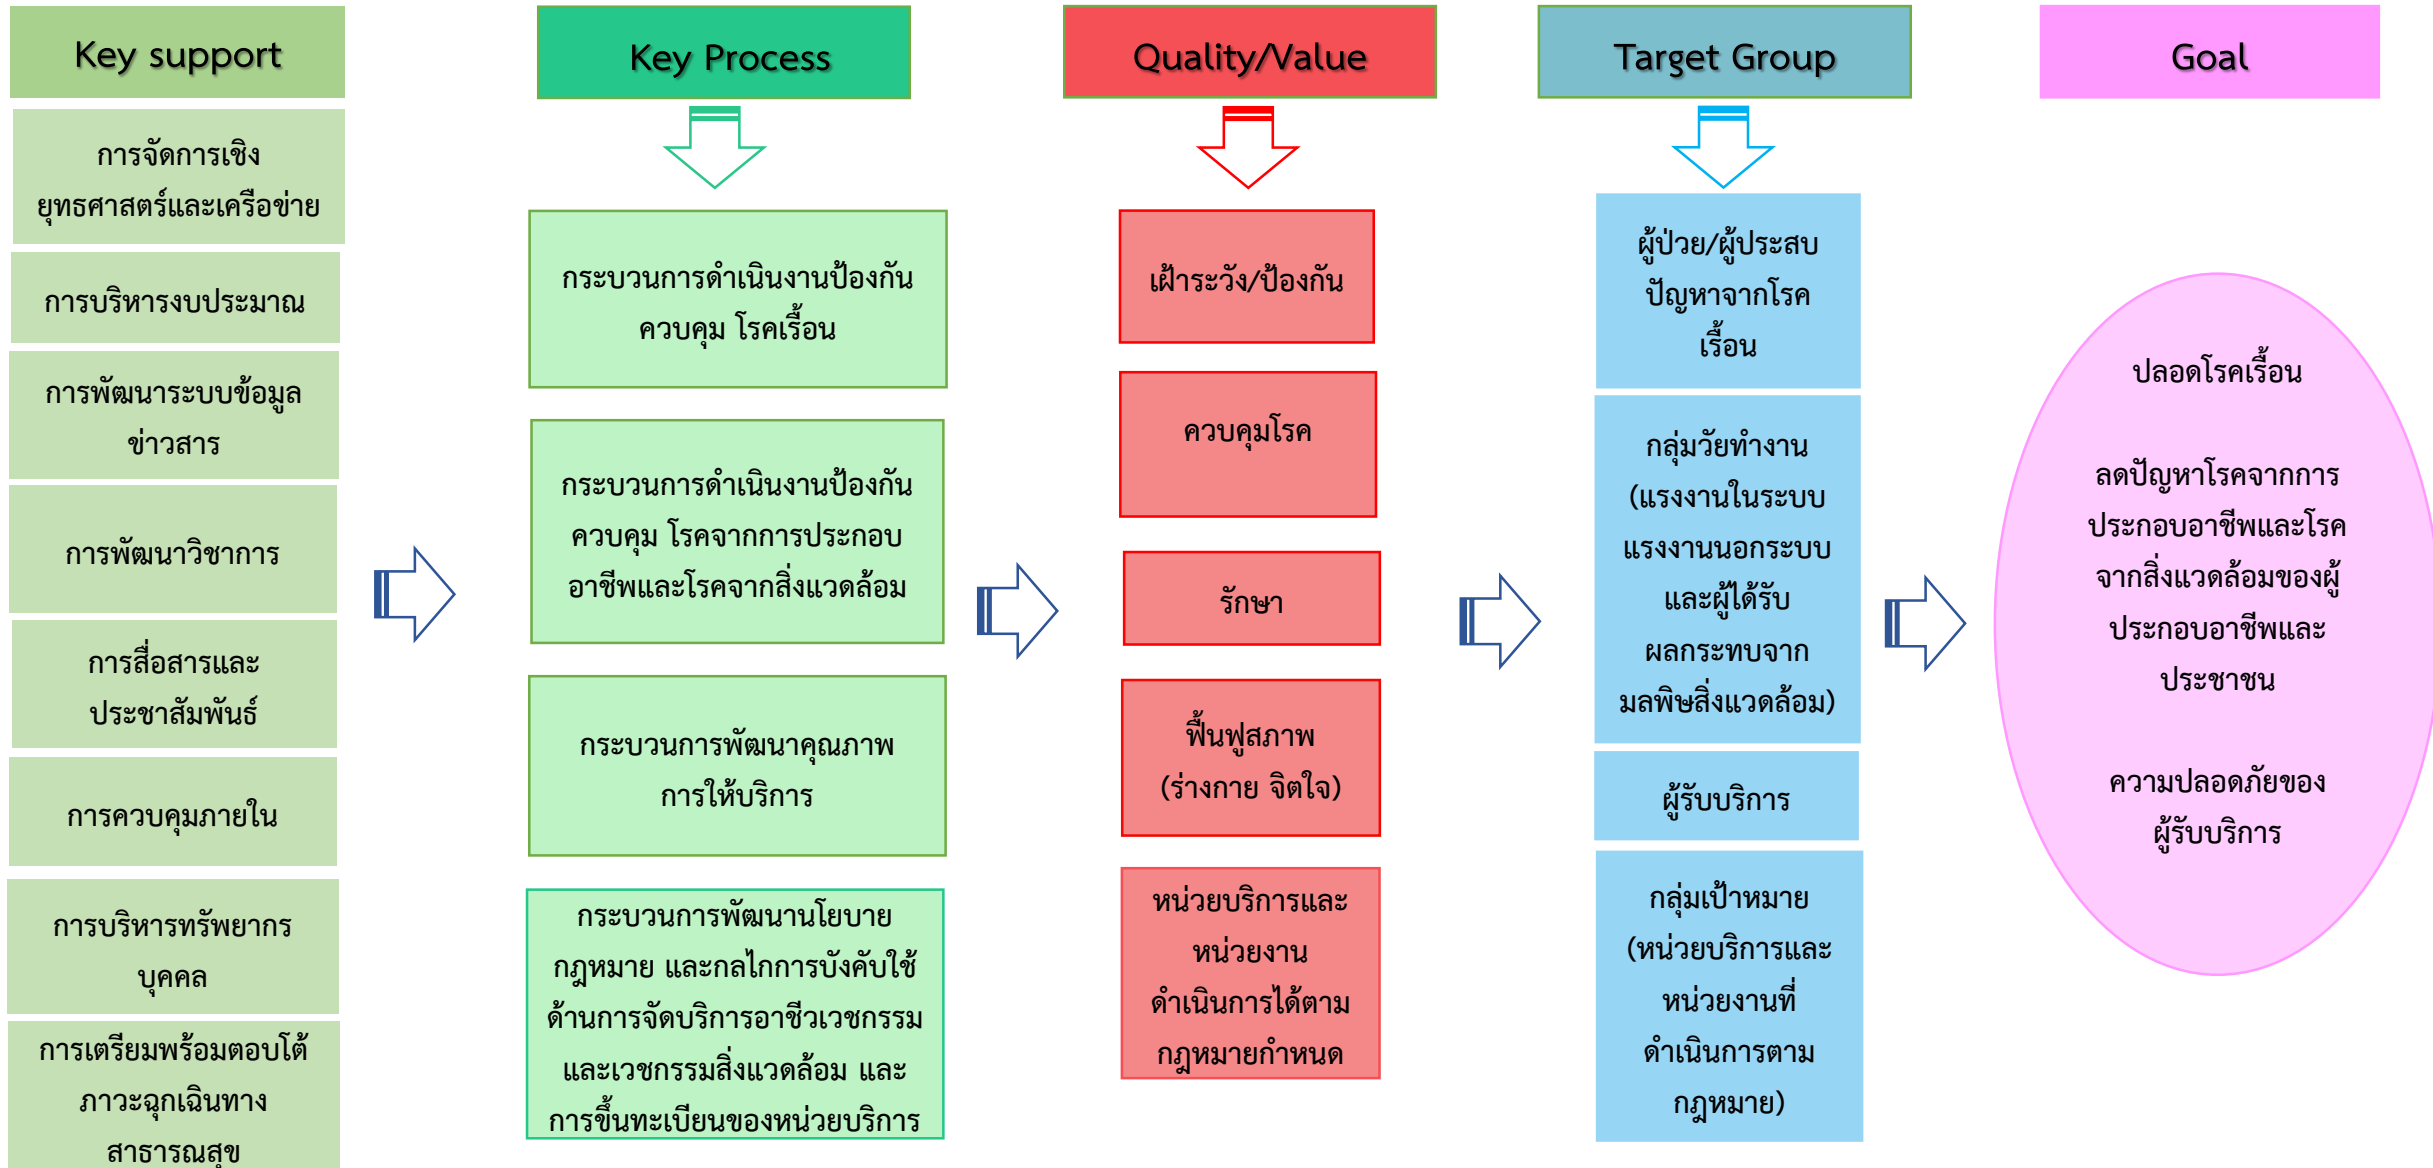 Key support
การจัดการเชิง
ยุทธศาสตร์และเครือข่าย
การบริหารงบประมาณ
การพัฒนาระบบข้อมูล
ข่าวสาร
การพัฒนาวิชาการ
การสื่อสารและ
ประชาสัมพันธ์
การควบคุมภายใน
การบริหารทรัพยากร
บุคคล
การเตรียมพร้อมตอบโต้
ภาวะฉุกเฉินทาง
สาธารณสุข
Key Process
กระบวนการดำเนินงานป้องกัน
ควบคุม โรคเรื้อน
กระบวนการดำเนินงานป้องกัน
ควบคุม โรคจากการประกอบ
อาชีพและโรคจากสิ่งแวดล้อม
กระบวนการพัฒนาคุณภาพ
การให้บริการ
กระบวนการพัฒนานโยบาย
กฎหมาย และกลไกการบังคับใช้
ด้านการจัดบริการอาชีวเวชกรรม
และเวชกรรมสิ่งแวดล้อม และ
การขึ้นทะเบียนของหน่วยบริการ
Quality/Value
เฝ้าระวัง/ป้องกัน
ควบคุมโรค
รักษา
ฟื้นฟูสภาพ
(ร่างกาย จิตใจ)
หน่วยบริการและ
หน่วยงาน
ดำเนินการได้ตาม
กฎหมายกำหนด
Target Group
ผู้ป่วย/ผู้ประสบ
ปัญหาจากโรค
เรื้อน
กลุ่มวัยทำงาน
(แรงงานในระบบ
แรงงานนอกระบบ
และผู้ได้รับ
ผลกระทบจาก
มลพิษสิ่งแวดล้อม)
ผู้รับบริการ
กลุ่มเป้าหมาย
(หน่วยบริการและ
หน่วยงานที่
ดำเนินการตาม
กฎหมาย)
Goal
ปลอดโรคเรื้อน
ลดปัญหาโรคจากการ
ประกอบอาชีพและโรค
จากสิ่งแวดล้อมของผู้
ประกอบอาชีพและ
ประชาชน
ความปลอดภัยของ
ผู้รับบริการ